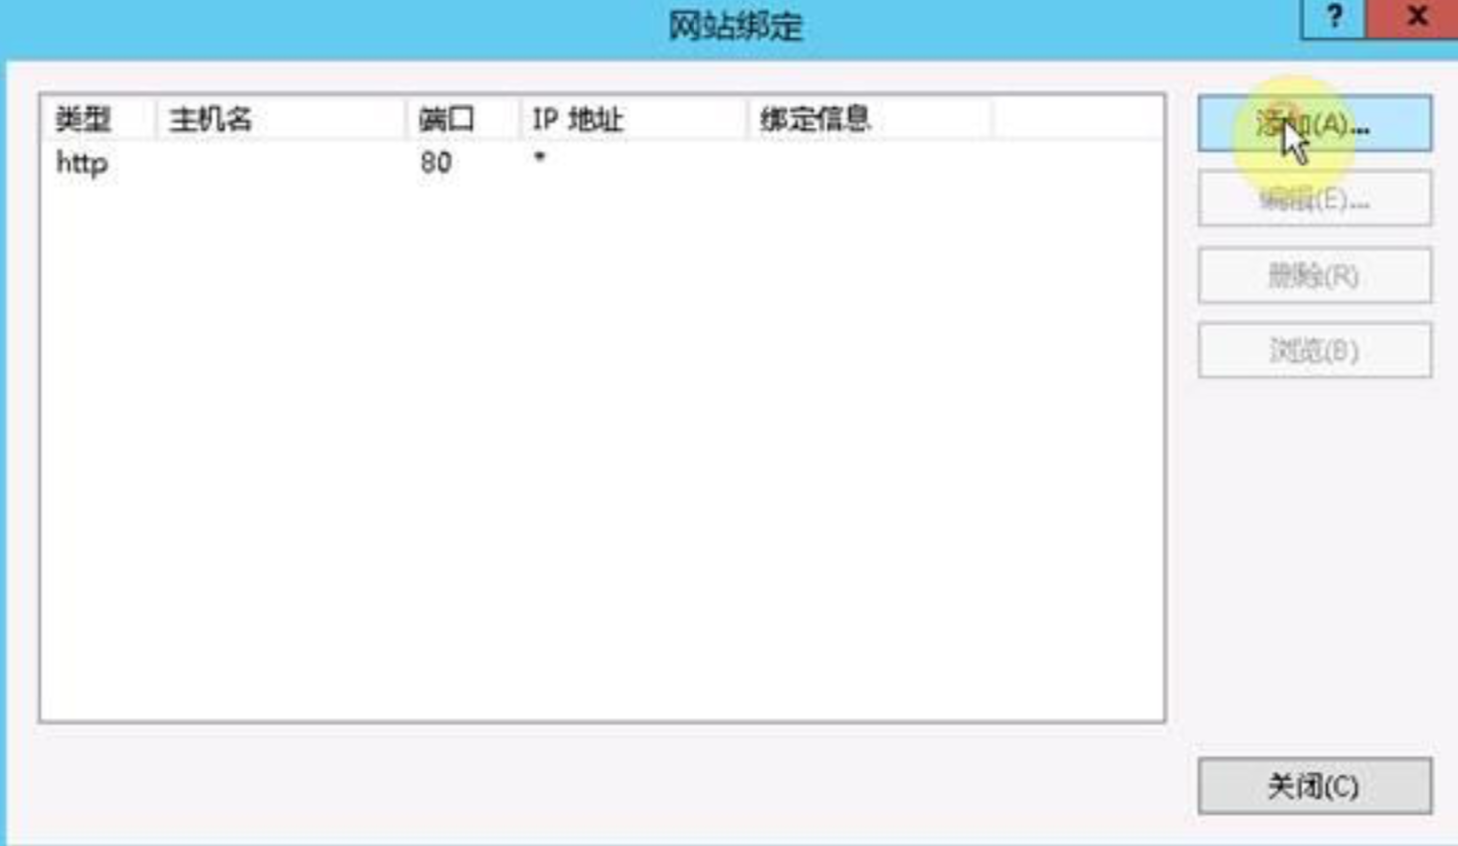 网站绑定
?
类型 主机名 端口 IP 地址 绑定信息
http 80 *
添加(A)...
编辑(E)...
删除(R)
浏览(B)
关闭(C)